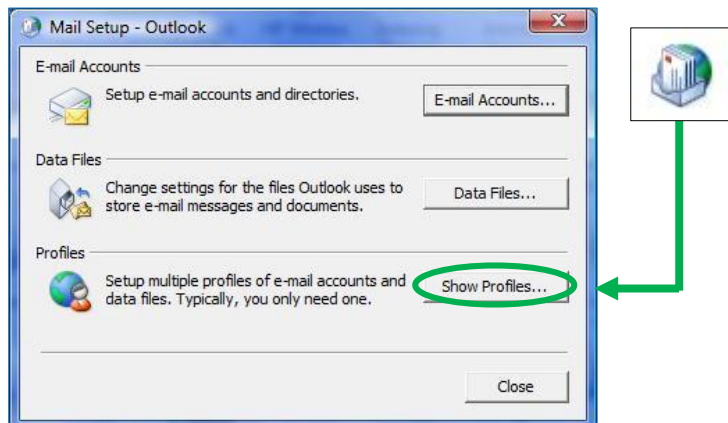 Mail Setup - Outlook
E-mail Accounts
Setup e-mail accounts and directories.
E-mail Accounts...
Data Files
Change settings for the files Outlook uses to
store e-mail messages and documents.
Data Files...
Profiles
Setup multiple profiles of e-mail accounts and
data files. Typically, you only need one.
Show Profiles...
Close